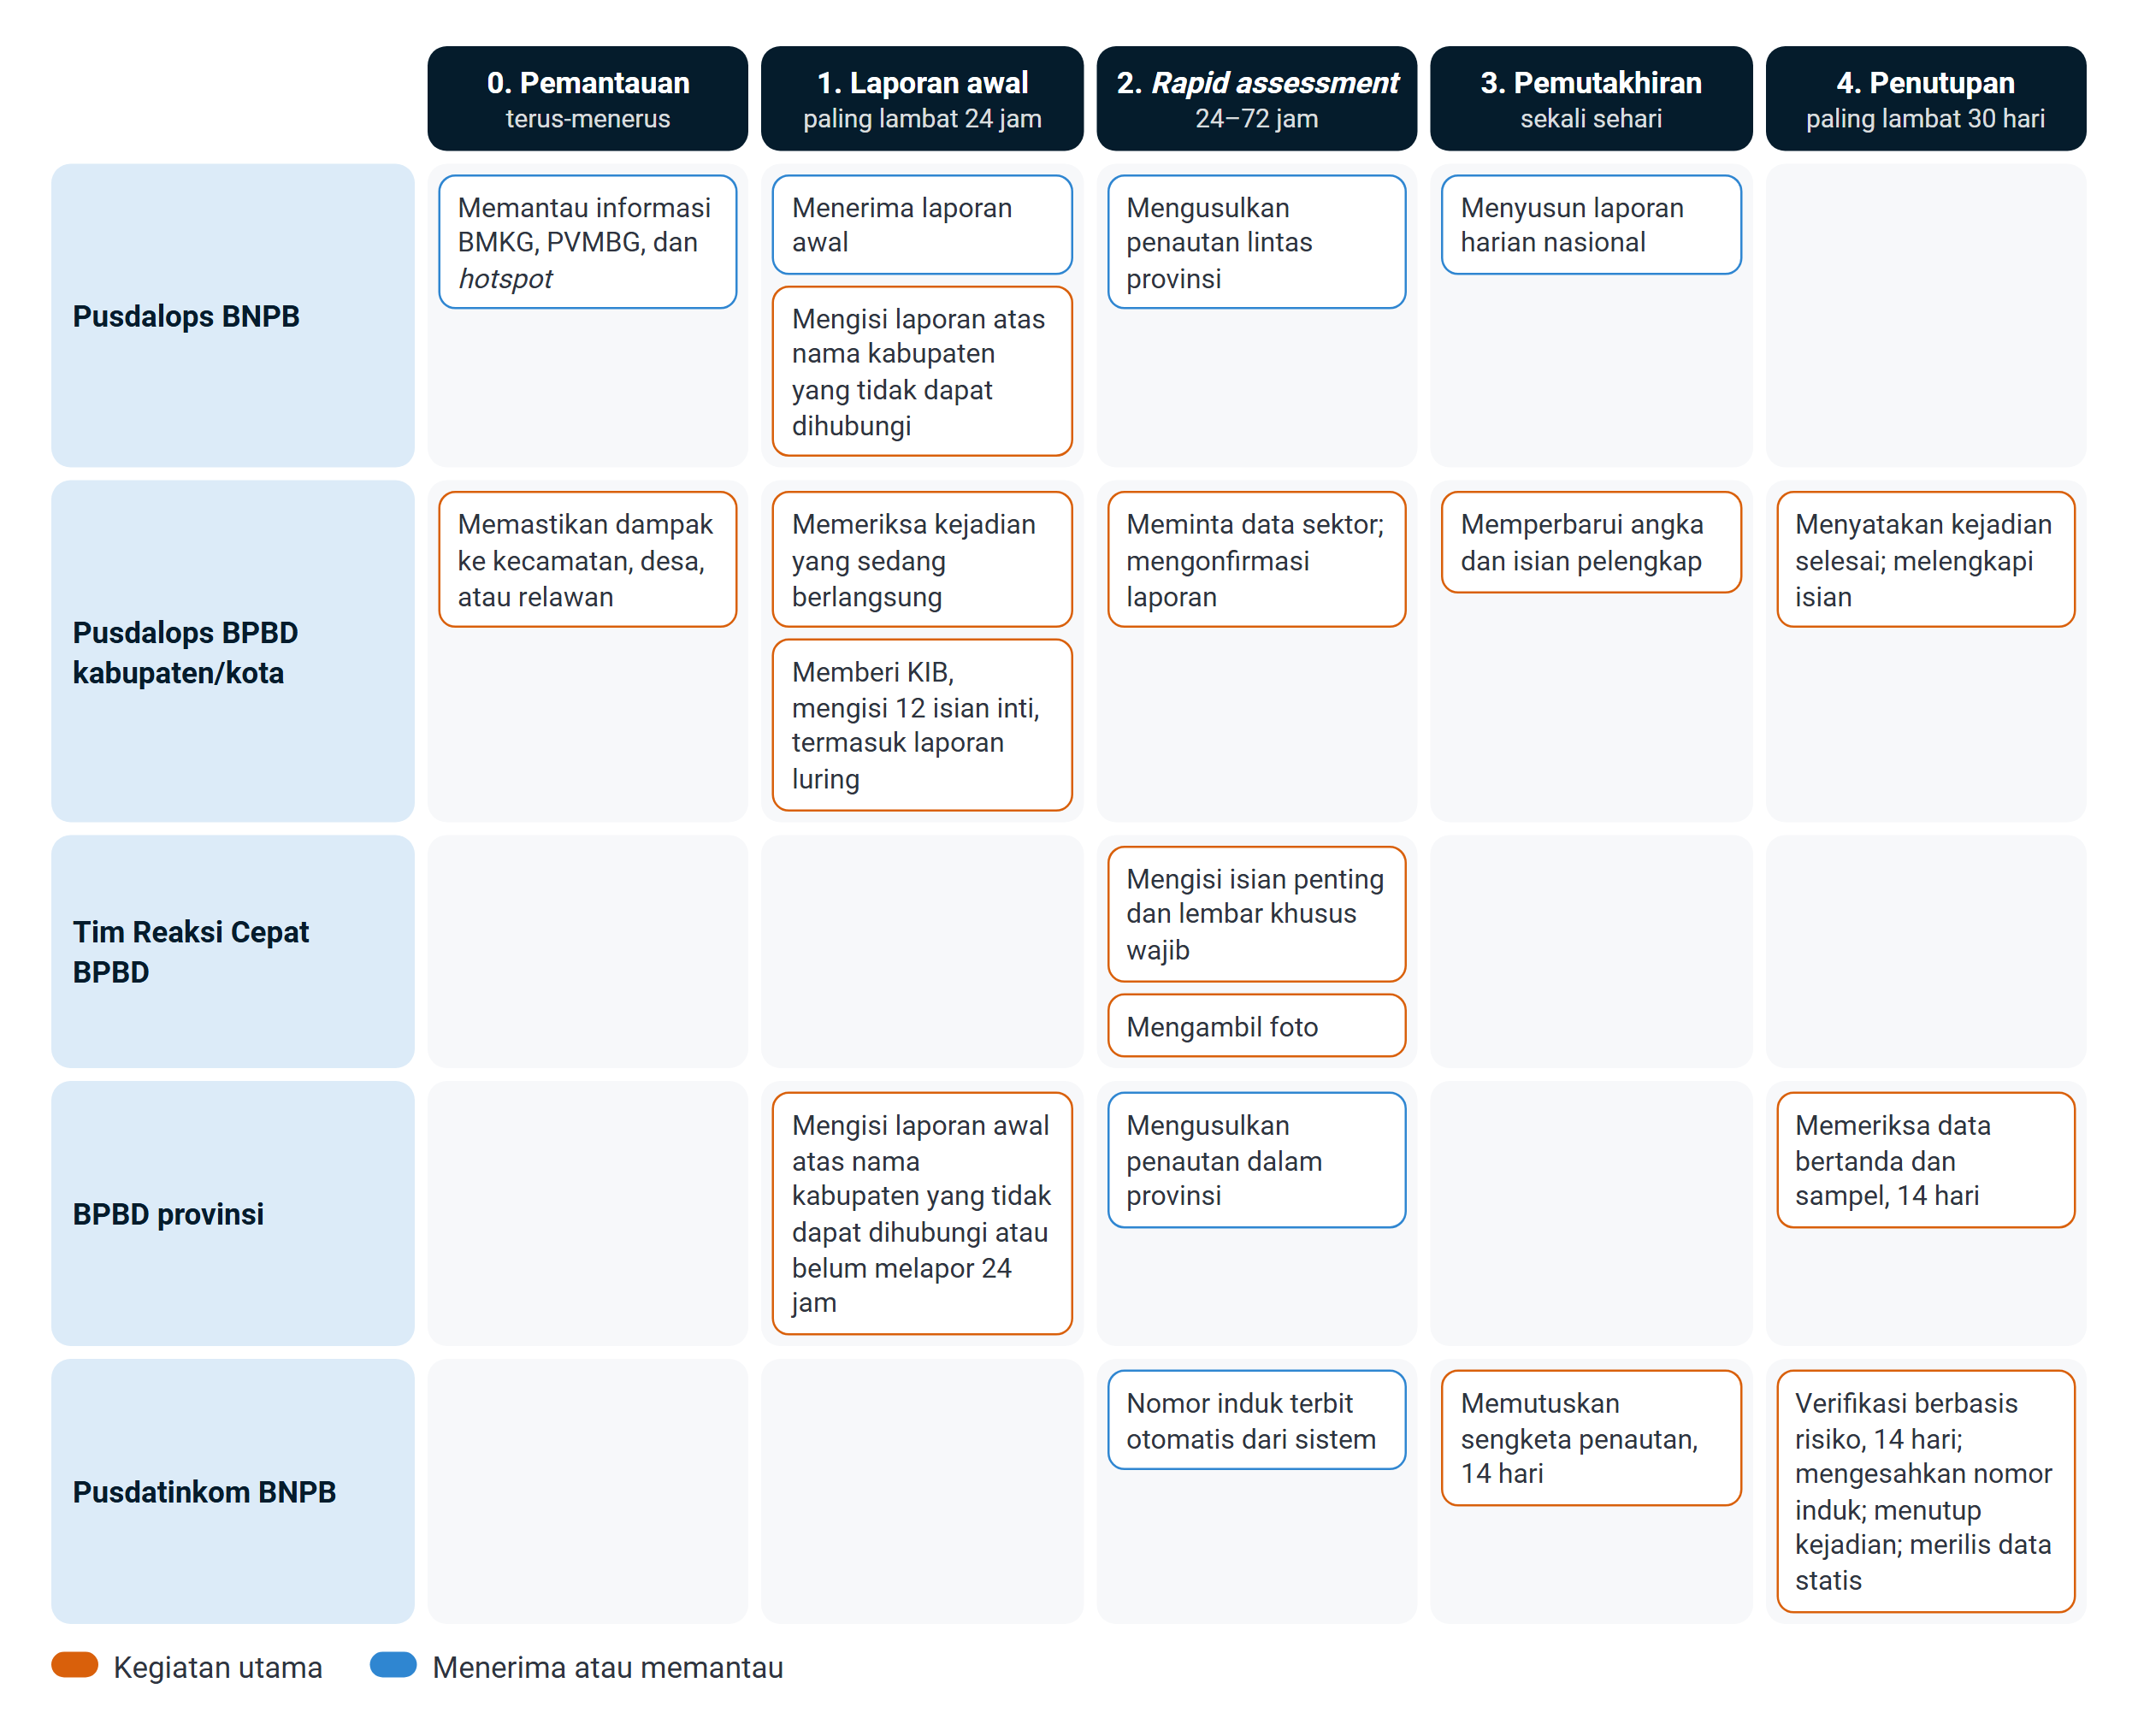 0. Pemantauan
terus-menerus
1. Laporan awal
paling lambat 24 jam
2. Rapid assessment
24–72 jam
3. Pemutakhiran
sekali sehari
4. Penutupan
paling lambat 30 hari
Pusdalops BNPB
Memantau informasi
BMKG, PVMBG, dan
hotspot
Menerima laporan
awal
Mengisi laporan atas
nama kabupaten
yang tidak dapat
dihubungi
Mengusulkan
penautan lintas
provinsi
Menyusun laporan
harian nasional
Pusdalops BPBD
kabupaten/kota
Memastikan dampak
ke kecamatan, desa,
atau relawan
Memeriksa kejadian
yang sedang
berlangsung
Memberi KIB,
mengisi 12 isian inti,
termasuk laporan
luring
Meminta data sektor;
mengonfirmasi
laporan
Memperbarui angka
dan isian pelengkap
Menyatakan kejadian
selesai; melengkapi
isian
Tim Reaksi Cepat
BPBD
Mengisi isian penting
dan lembar khusus
wajib
Mengambil foto
BPBD provinsi
Mengisi laporan awal
atas nama
kabupaten yang tidak
dapat dihubungi atau
belum melapor 24
jam
Mengusulkan
penautan dalam
provinsi
Memeriksa data
bertanda dan
sampel, 14 hari
Pusdatinkom BNPB
Nomor induk terbit
otomatis dari sistem
Memutuskan
sengketa penautan,
14 hari
Verifikasi berbasis
risiko, 14 hari;
mengesahkan nomor
induk; menutup
kejadian; merilis data
statis
Kegiatan utama
Menerima atau memantau